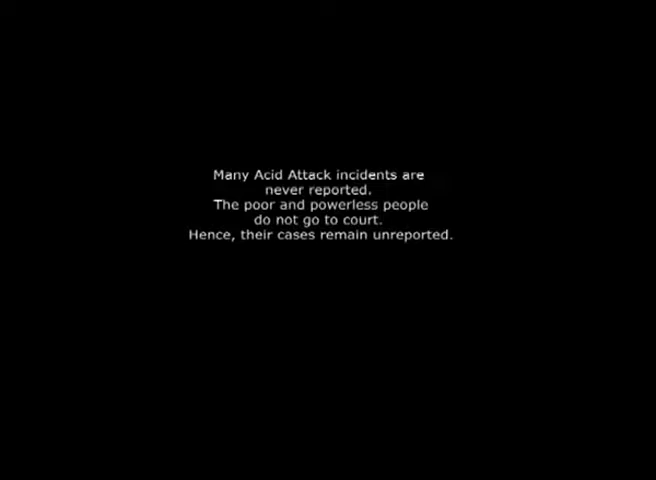 Many Acid Attack incidents are
never reported.
The poor and powerless people
do not go to court.
Hence, their cases remain unreported.